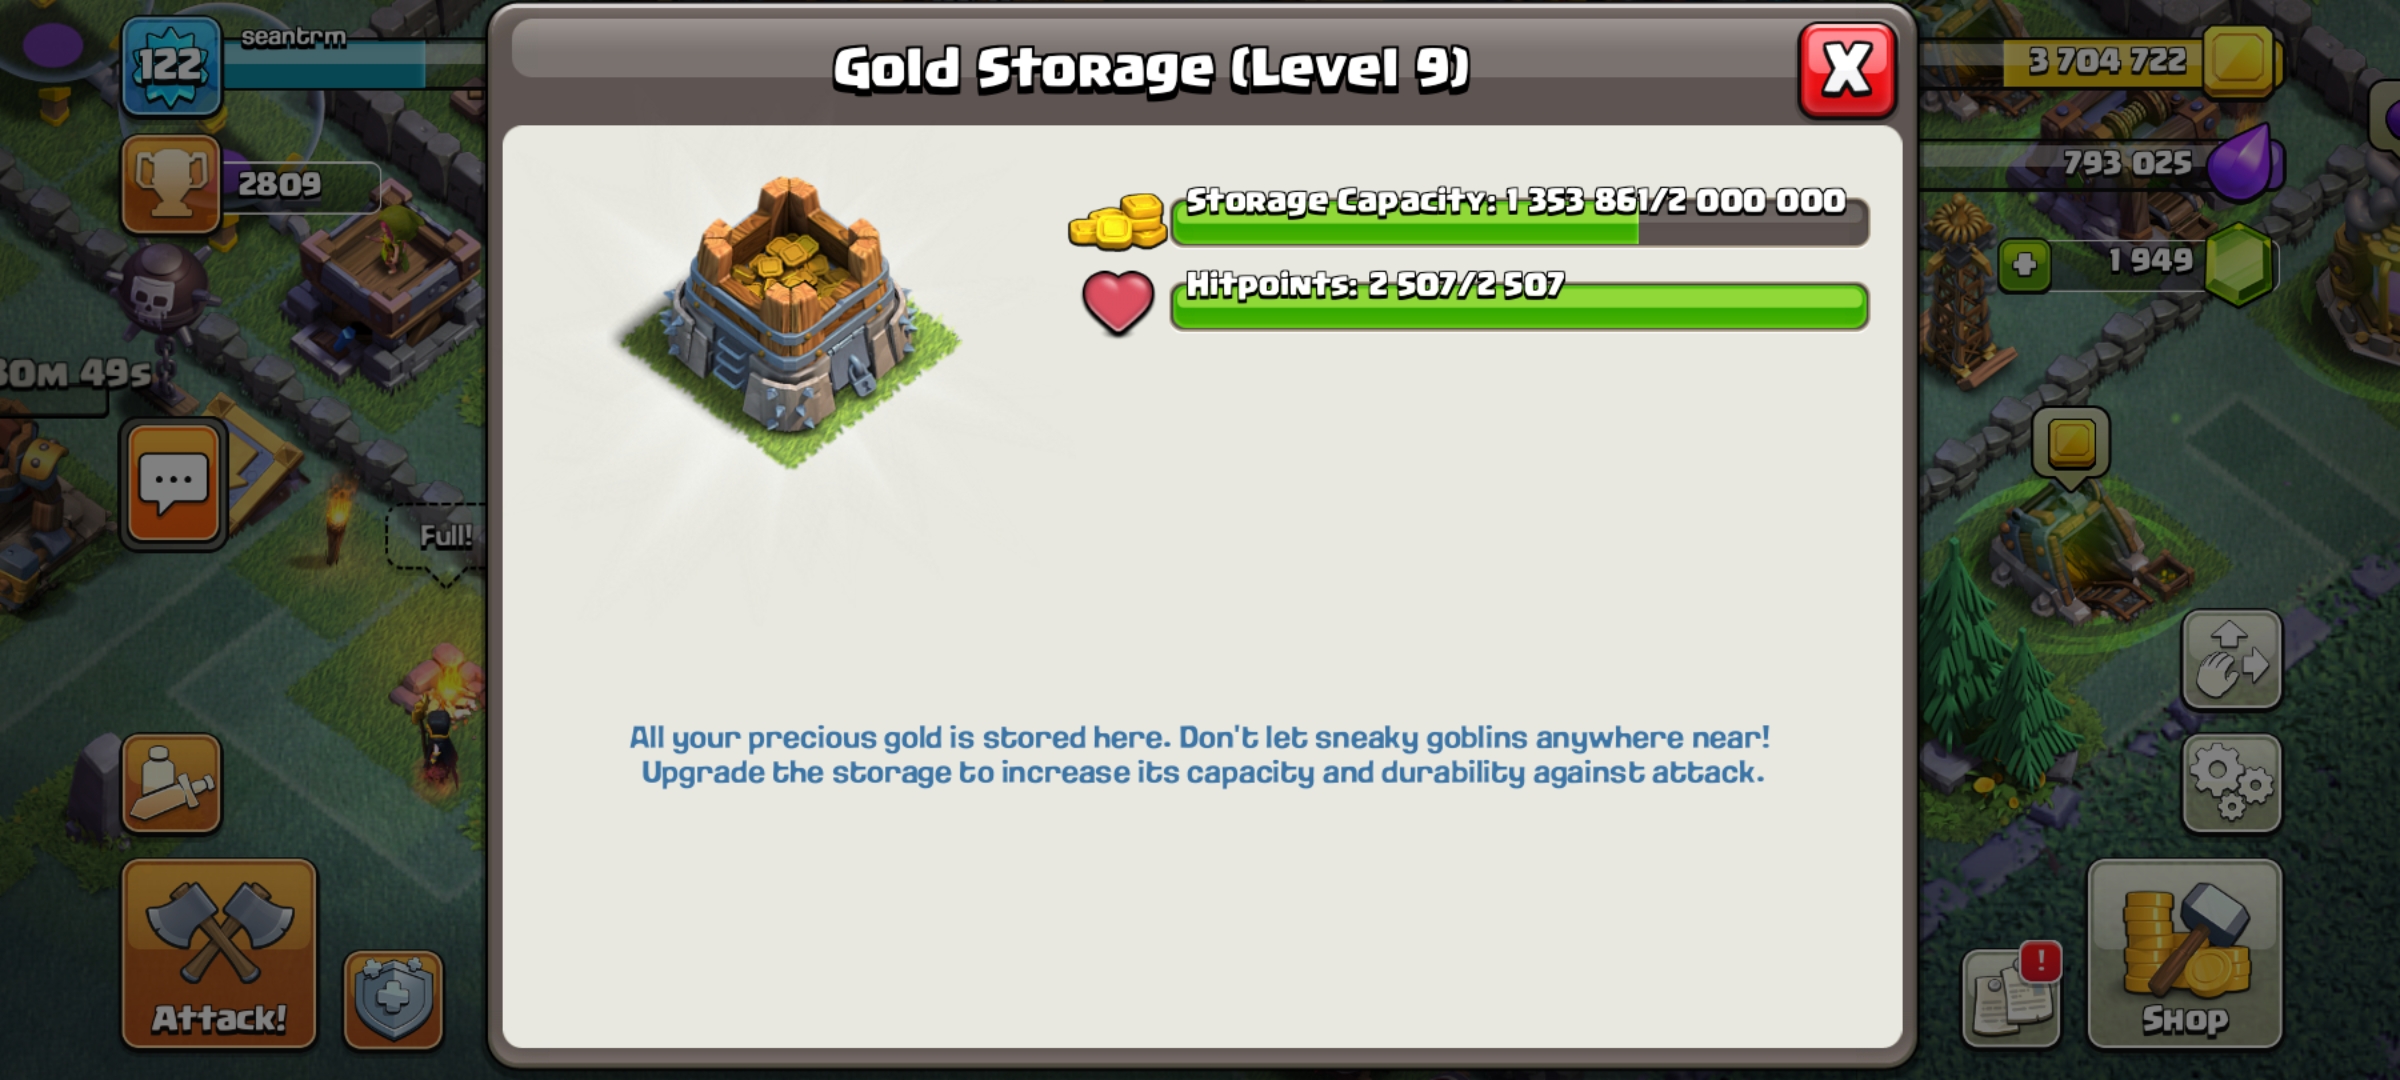 122
seantrm
Gold Storage (Level 9)
X
3 704 722
2809
Storage Capacity: 1 353 861/2 000 000
793 025
Hitpoints: 2 507/2 507
1 949
30M 49s
Full!
All your precious gold is stored here. Don't let sneaky goblins anywhere near!
Upgrade the storage to increase its capacity and durability against attack.
!
Attack!
Shop